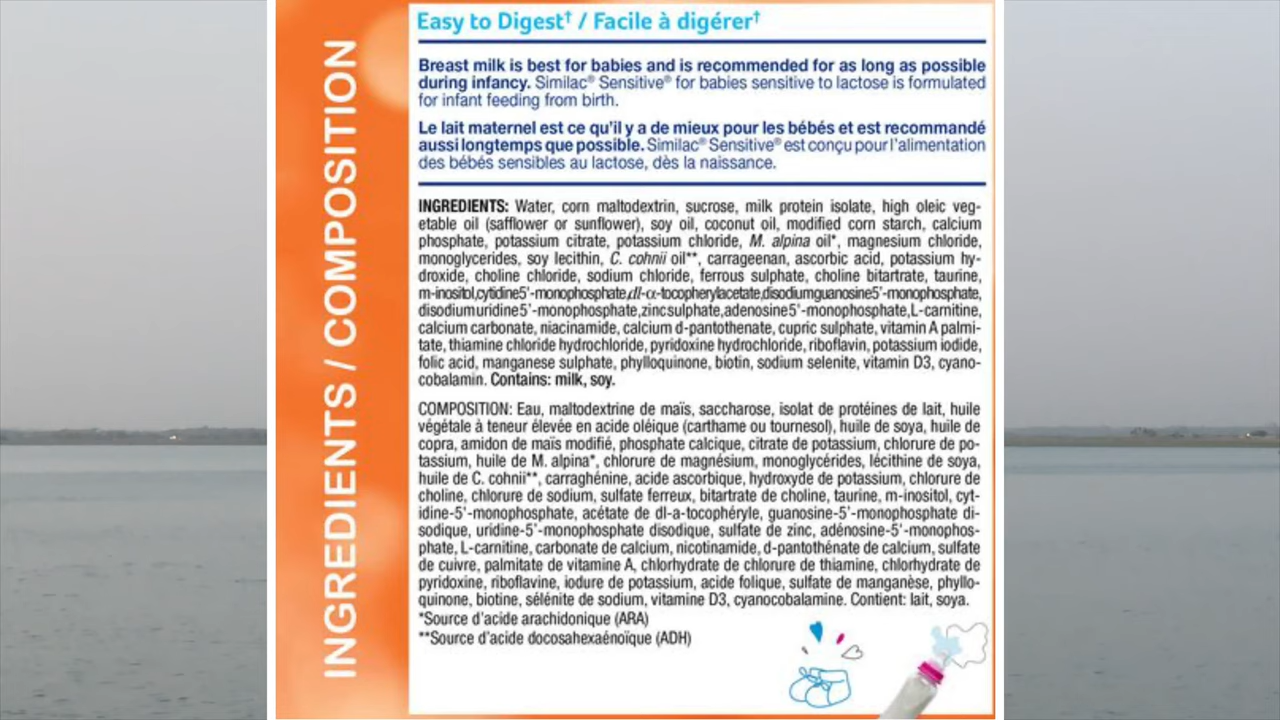 INGREDIENTS / COMPOSITION
Easy to Digest† / Facile à digérer†
Breast milk is best for babies and is recommended for as long as possible
during infancy. Similac® Sensitive® for babies sensitive to lactose is formulated
for infant feeding from birth.
Le lait maternel est ce qu'il y a de mieux pour les bébés et est recommandé
aussi longtemps que possible. Similac® Sensitive® est conçu pour l'alimentation
des bébés sensibles au lactose, dès la naissance.
INGREDIENTS: Water, corn maltodextrin, sucrose, milk protein isolate, high oleic veg-
etable oil (safflower or sunflower), soy oil, coconut oil, modified corn starch, calcium
phosphate, potassium citrate, potassium chloride, M. alpina oil*, magnesium chloride,
monoglycerides, soy lecithin, C. cohnii oil**, carrageenan, ascorbic acid, potassium hy-
droxide, choline chloride, sodium chloride, ferrous sulphate, choline bitartrate, taurine,
m-inositol,cytidine5'-monophosphate,dl-α-tocopherylacetate,disodiumguanosine5'-monophosphate,
disodium uridine 5'-monophosphate, zinc sulphate, adenosine 5'-monophosphate, L-carnitine,
calcium carbonate, niacinamide, calcium d-pantothenate, cupric sulphate, vitamin A palmi-
tate, thiamine chloride hydrochloride, pyridoxine hydrochloride, riboflavin, potassium iodide,
folic acid, manganese sulphate, phylloquinone, biotin, sodium selenite, vitamin D3, cyano-
cobalamin. Contains: milk, soy.
COMPOSITION: Eau, maltodextrine de maïs, saccharose, isolat de protéines de lait, huile
végétale à teneur élevée en acide oléique (carthame ou tournesol), huile de soya, huile de
copra, amidon de maïs modifié, phosphate calcique, citrate de potassium, chlorure de po-
tassium, huile de M. alpina*, chlorure de magnésium, monoglycérides, lécithine de soya,
huile de C. cohnii**, carraghénine, acide ascorbique, hydroxyde de potassium, chlorure de
choline, chlorure de sodium, sulfate ferreux, bitartrate de choline, taurine, m-inositol, cyt-
idine-5'-monophosphate, acétate de dl-a-tocophéryle, guanosine-5'-monophosphate di-
sodique, uridine-5'-monophosphate disodique, sulfate de zinc, adénosine-5'-monophos-
phate, L-carnitine, carbonate de calcium, nicotinamide, d-pantothénate de calcium, sulfate
de cuivre, palmitate de vitamine A, chlorhydrate de chlorure de thiamine, chlorhydrate de
pyridoxine, riboflavine, iodure de potassium, acide folique, sulfate de manganèse, phyllo-
quinone, biotine, sélénite de sodium, vitamine D3, cyanocobalamine. Contient: lait, soya.
*Source d'acide arachidonique (ARA)
**Source d'acide docosahexaénoïque (ADH)